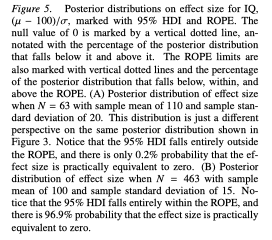 Figure 5. Posterior distributions on effect size for IQ,
(μ − 100)/σ, marked with 95% HDI and ROPE. The
null value of 0 is marked by a vertical dotted line, an-
notated with the percentage of the posterior distribution
that falls below it and above it. The ROPE limits are
also marked with vertical dotted lines and the percentage
of the posterior distribution that falls below, within, and
above the ROPE. (A) Posterior distribution of effect size
when N = 63 with sample mean of 110 and sample stan-
dard deviation of 20. This distribution is just a different
perspective on the same posterior distribution shown in
Figure 3. Notice that the 95% HDI falls entirely outside
the ROPE, and there is only 0.2% probability that the ef-
fect size is practically equivalent to zero. (B) Posterior
distribution of effect size when N = 463 with sample
mean of 100 and sample standard deviation of 15. No-
tice that the 95% HDI falls entirely within the ROPE, and
there is 96.9% probability that the effect size is practically
equivalent to zero.